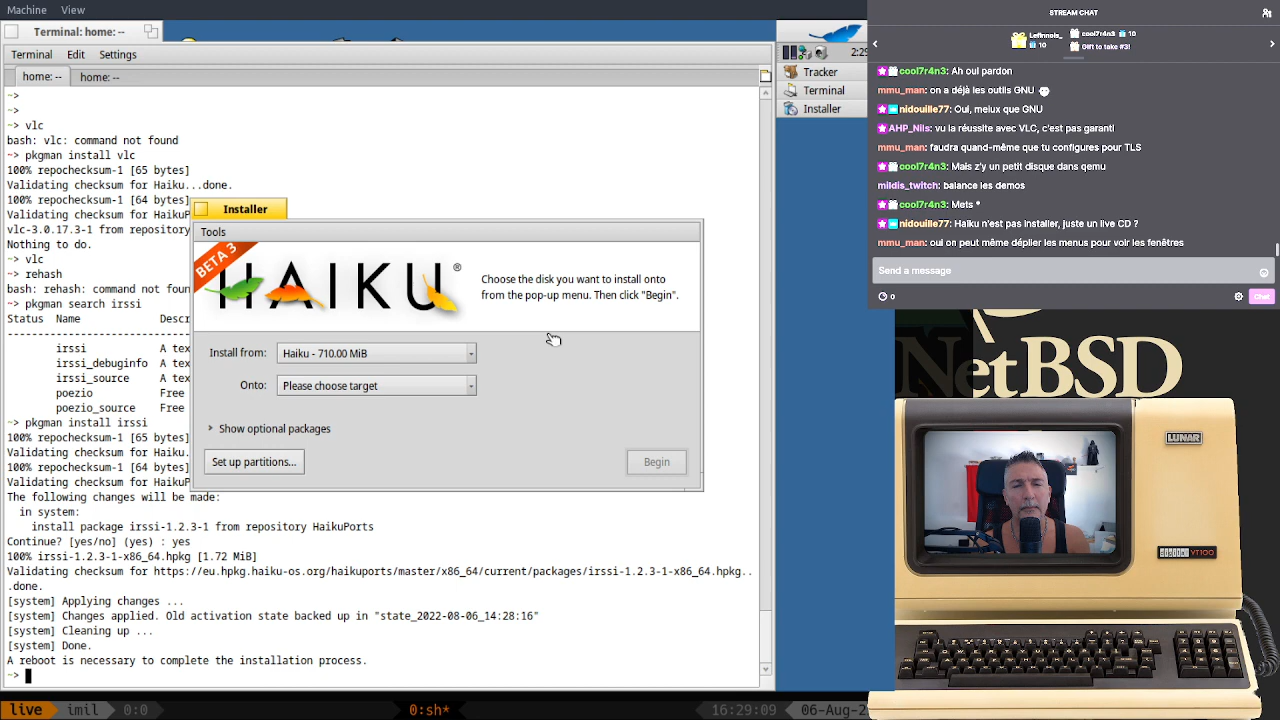 Machine View
Terminal: home: --
Terminal Edit Settings
home: -- home: --
~>
~>
~> vlc
bash: vlc: command not found
~> pkgman install vlc
100% repochecksum-1 [65 bytes]
Validating checksum for Haiku...done.
100% repochecksum-1 [64 bytes]
Validating checksum for HaikuP
vlc-3.0.17.3-1 from repository
Nothing to do.
~> vlc
~> rehash
bash: rehash: command not foun
~> pkgman search irssi
Status Name Descr
irssi A tex
irssi_debuginfo A tex
irssi_source A tex
poezio Free
poezio_source Free
~> pkgman install irssi
100% repochecksum-1 [65 bytes]
Validating checksum for Haiku.
100% repochecksum-1 [64 bytes]
Validating checksum for HaikuP
The following changes will be made:
in system:
install package irssi-1.2.3-1 from repository HaikuPorts
Continue? [yes/no] (yes) : yes
100% irssi-1.2.3-1-x86_64.hpkg [1.72 MiB]
Validating checksum for https://eu.hpkg.haiku-os.org/haikuports/master/x86_64/current/packages/irssi-1.2.3-1-x86_64.hpkg..
.done.
[system] Applying changes ...
[system] Changes applied. Old activation state backed up in "state_2022-08-06_14:28:16"
[system] Cleaning up ...
[system] Done.
A reboot is necessary to complete the installation process.
~>
Installer
Tools
BETA 3
HAIKU®
Choose the disk you want to install onto
from the pop-up menu. Then click "Begin".
Install from: Haiku - 710.00 MiB
Onto: Please choose target
Show optional packages
Set up partitions... Begin
2:29
Tracker
Terminal
Installer
STREAM CHAT
Lefinnois_ 10
cool7r4n3 10
Gift to take #3!
cool7r4n3: Ah oui pardon
mmu_man: on a déjà les outils GNU
nidouille77: Oui, meiux que GNU
AHP_Nils: vu la réussite avec VLC, c'est pas garanti
mmu_man: faudra quand-même que tu configures pour TLS
cool7r4n3: Mais z'y un petit disque dans qemu
mildis_twitch: balance les demos
cool7r4n3: Mets *
nidouille77: Haiku n'est pas installer, juste un live CD ?
mmu_man: oui on peut même déplier les menus pour voir les fenêtres
Send a message
0 Chat
NetBSD
LUNAR
digital VT100
live imil 0:0 0:sh* 16:29:09 06-Aug-2